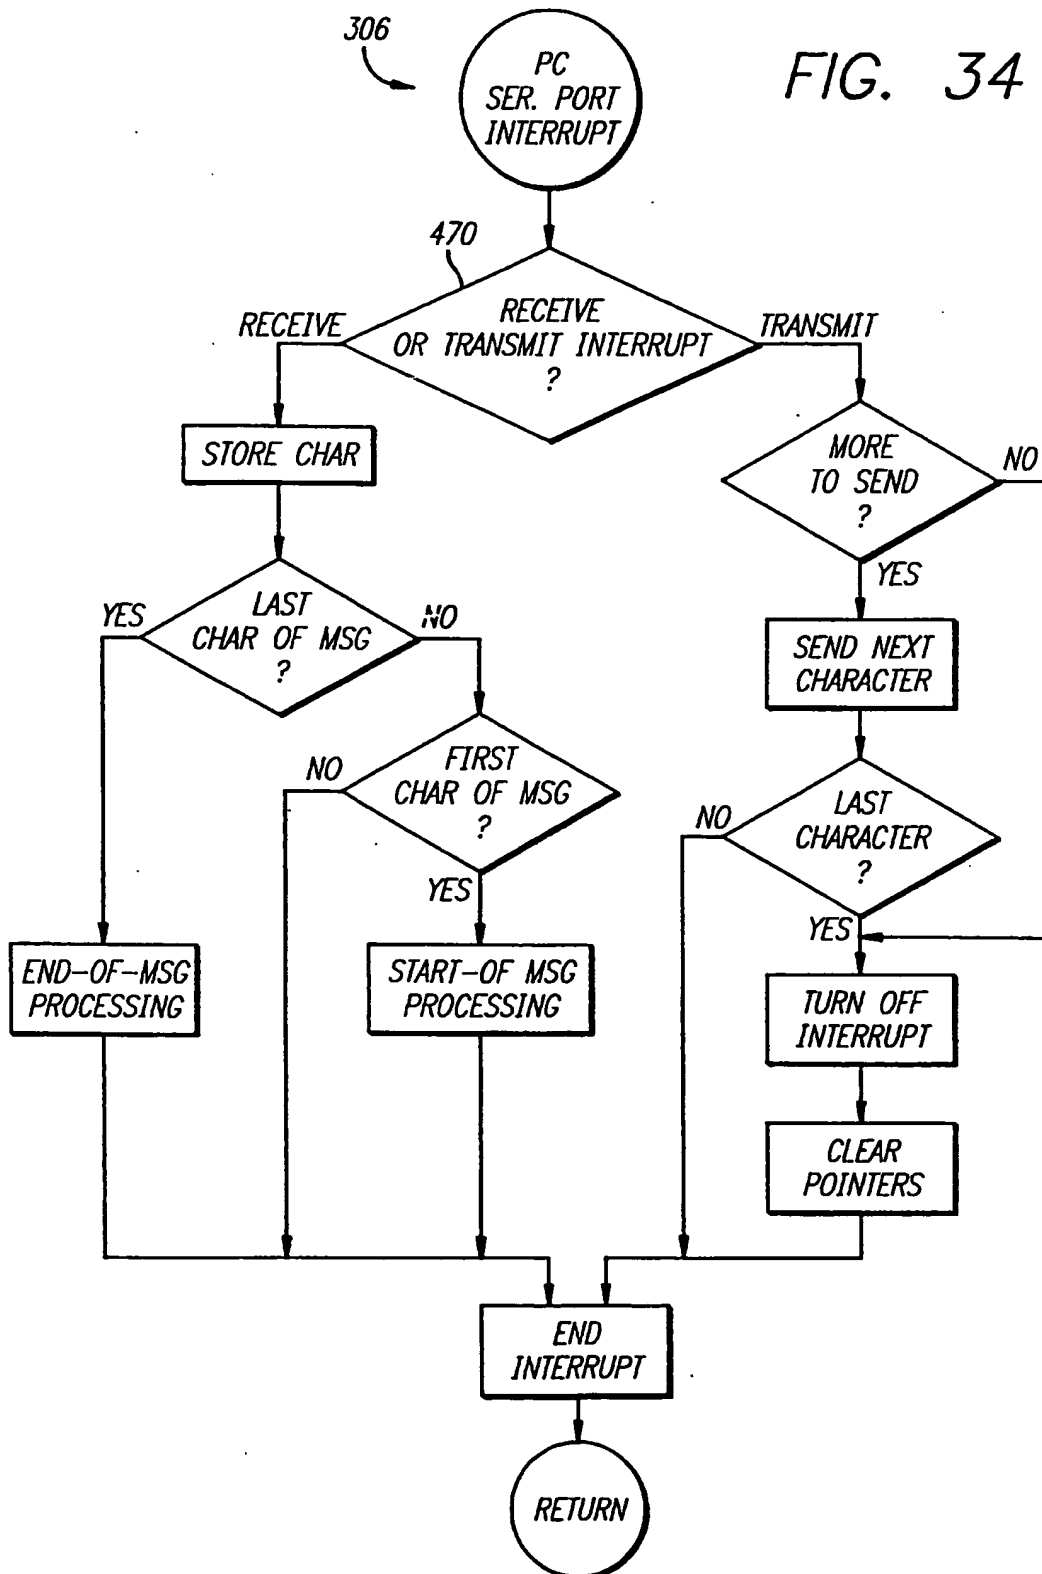 306
PC
SER. PORT
INTERRUPT
FIG. 34
470
RECEIVE
RECEIVE
OR TRANSMIT INTERRUPT
?
TRANSMIT
STORE CHAR
MORE
TO SEND
?
NO
YES
YES
LAST
CHAR OF MSG
?
NO
SEND NEXT
CHARACTER
NO
FIRST
CHAR OF MSG
?
YES
NO
LAST
CHARACTER
?
YES
END-OF-MSG
PROCESSING
START-OF MSG
PROCESSING
TURN OFF
INTERRUPT
CLEAR
POINTERS
END
INTERRUPT
RETURN